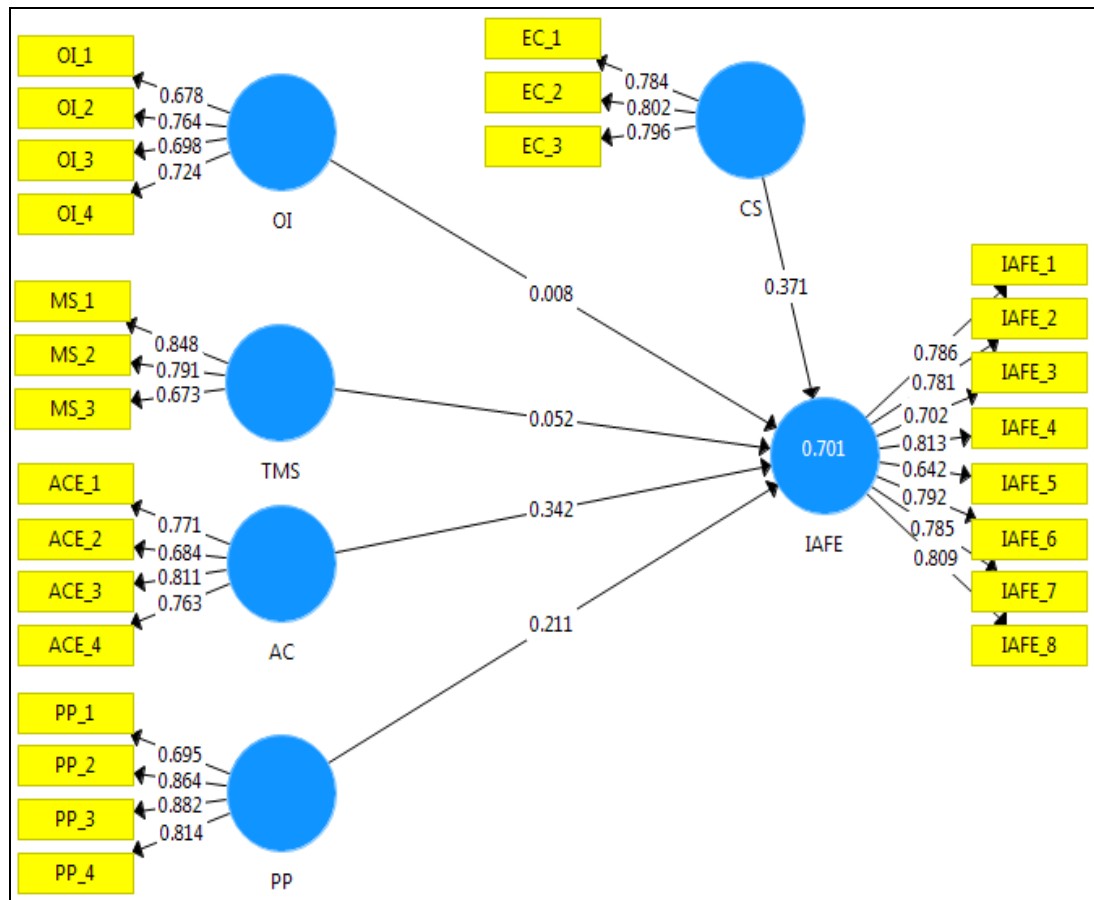 OI_1
OI_2
OI_3
OI_4
0.678
0.764
0.698
0.724
OI
EC_1
EC_2
EC_3
0.784
0.802
0.796
CS
MS_1
MS_2
MS_3
0.848
0.791
0.673
TMS
ACE_1
ACE_2
ACE_3
ACE_4
0.771
0.684
0.811
0.763
AC
PP_1
PP_2
PP_3
PP_4
0.695
0.864
0.882
0.814
PP
0.008
0.052
0.342
0.211
0.371
0.701
IAFE
0.786
0.781
0.702
0.813
0.642
0.792
0.785
0.809
IAFE_1
IAFE_2
IAFE_3
IAFE_4
IAFE_5
IAFE_6
IAFE_7
IAFE_8